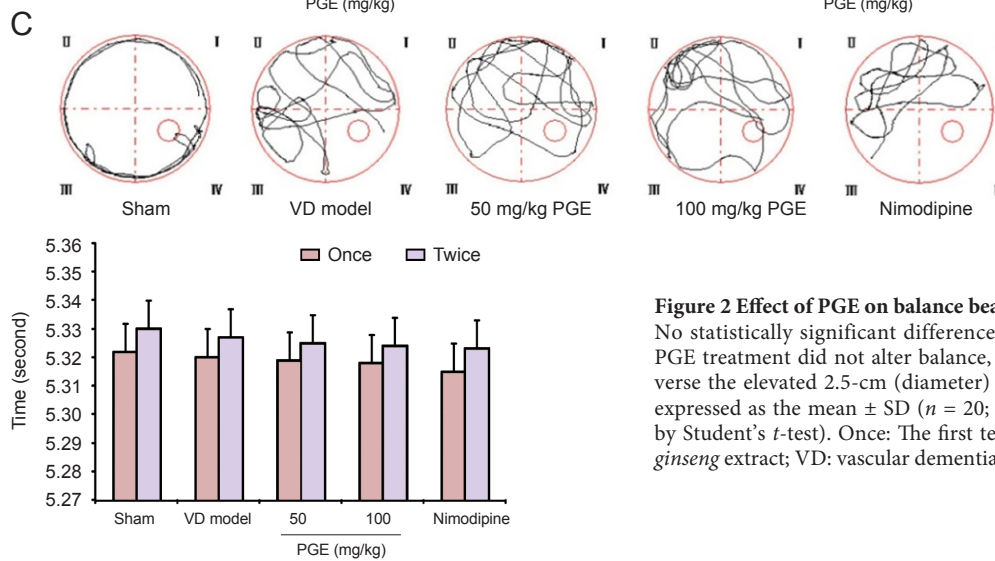 PGE (mg/kg) PGE (mg/kg)
C
II I II I II I II I II
III IV III IV III IV III IV III
Sham VD model 50 mg/kg PGE 100 mg/kg PGE Nimodipine
5.36
5.35
5.34
5.33
5.32
5.31
5.30
5.29
5.28
5.27
Time (second)
Once Twice
Sham VD model 50 100 Nimodipine
PGE (mg/kg)
Figure 2 Effect of PGE on balance bea
No statistically significant difference
PGE treatment did not alter balance,
verse the elevated 2.5-cm (diameter)
expressed as the mean ± SD (n = 20;
by Student's t-test). Once: The first te
ginseng extract; VD: vascular dementia